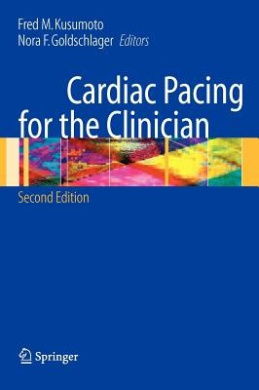 Fred M. Kusumoto
Nora F. Goldschlager Editors
Cardiac Pacing
for the Clinician
Second Edition
Springer